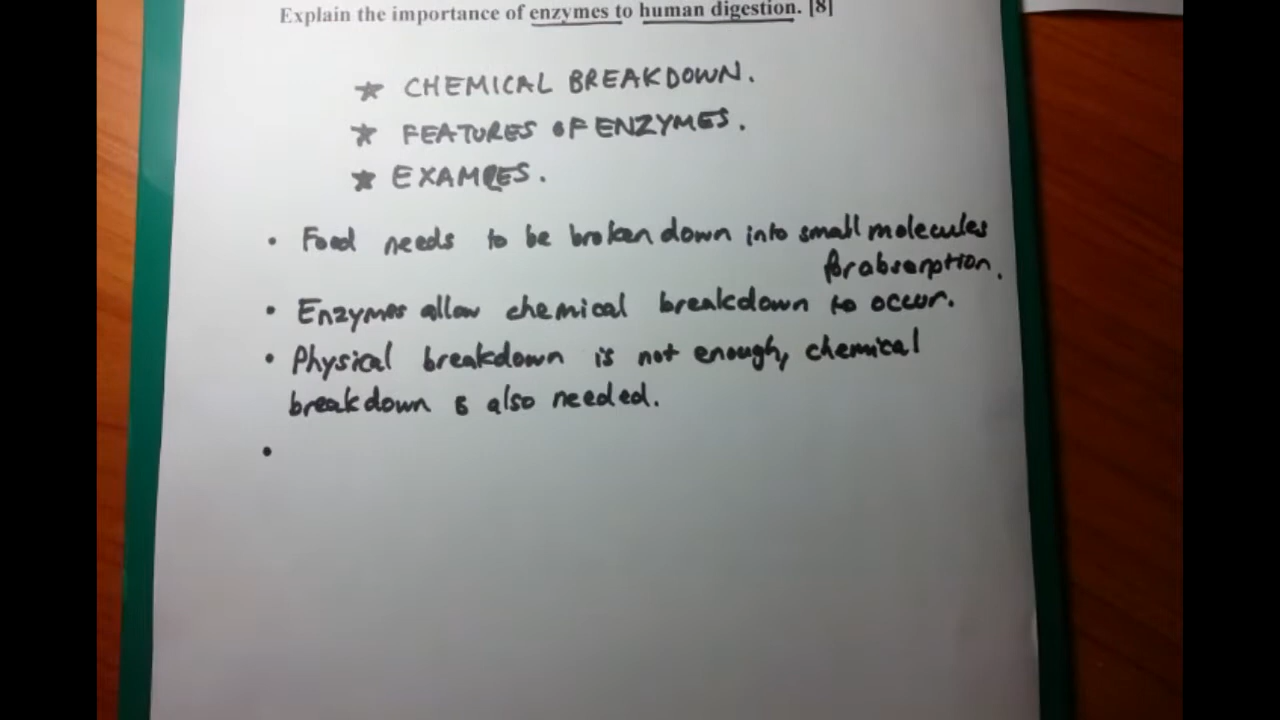 Explain the importance of enzymes to human digestion. [8]
★ CHEMICAL BREAKDOWN.
★ FEATURES OF ENZYMES.
★ EXAMPLES.
• Food needs to be broken down into small molecules
for absorption.
• Enzymes allow chemical breakdown to occur.
• Physical breakdown is not enough, chemical
breakdown is also needed.
•